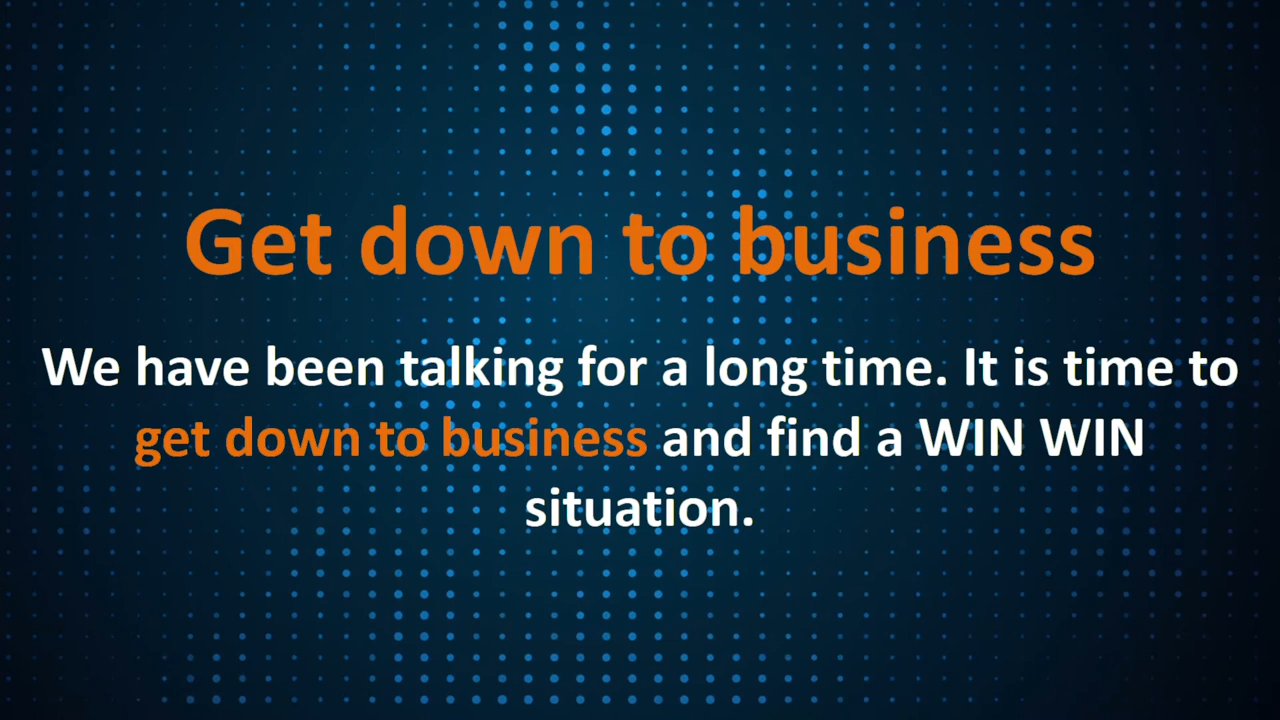 Get down to business
We have been talking for a long time. It is time to
get down to business and find a WIN WIN
situation.